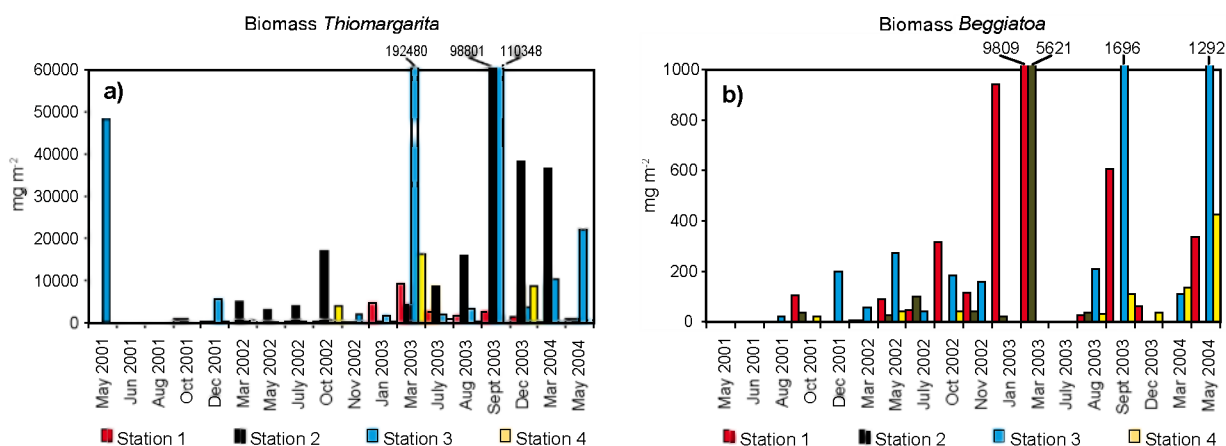 Biomass Thiomargarita
192480
98801
110348
a)
60000
50000
40000
30000
20000
10000
0
mg m⁻²
May 2001
Jun 2001
Aug 2001
Oct 2001
Dec 2001
Mar 2002
May 2002
July 2002
Oct 2002
Nov 2002
Jan 2003
Mar 2003
July 2003
Aug 2003
Sept 2003
Dec 2003
Mar 2004
May 2004
Station 1
Station 2
Station 3
Station 4
Biomass Beggiatoa
9809
5621
1696
1292
b)
1000
800
600
400
200
0
mg m⁻²
May 2001
Jun 2001
Aug 2001
Oct 2001
Dec 2001
Mar 2002
May 2002
July 2002
Oct 2002
Nov 2002
Jan 2003
Mar 2003
July 2003
Aug 2003
Sept 2003
Dec 2003
Mar 2004
May 2004
Station 1
Station 2
Station 3
Station 4